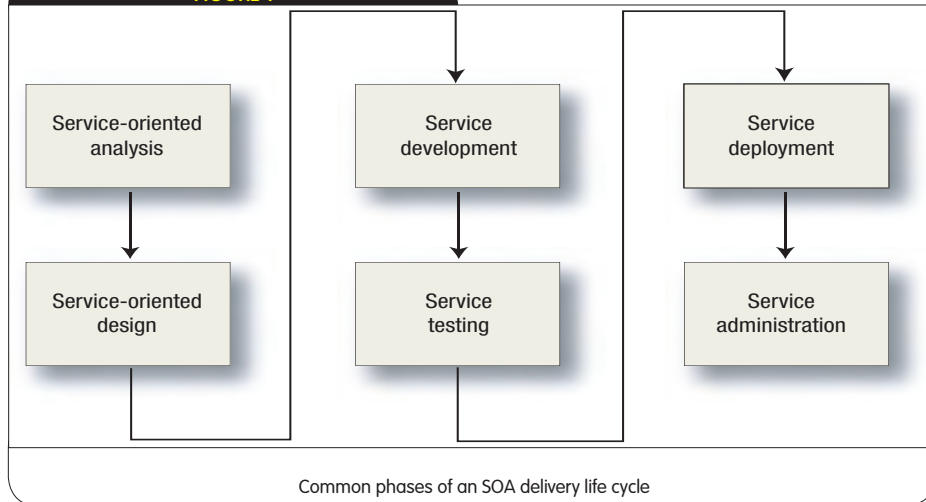 Service-oriented
analysis
Service-oriented
design
Service
development
Service
testing
Service
deployment
Service
administration
Common phases of an SOA delivery life cycle